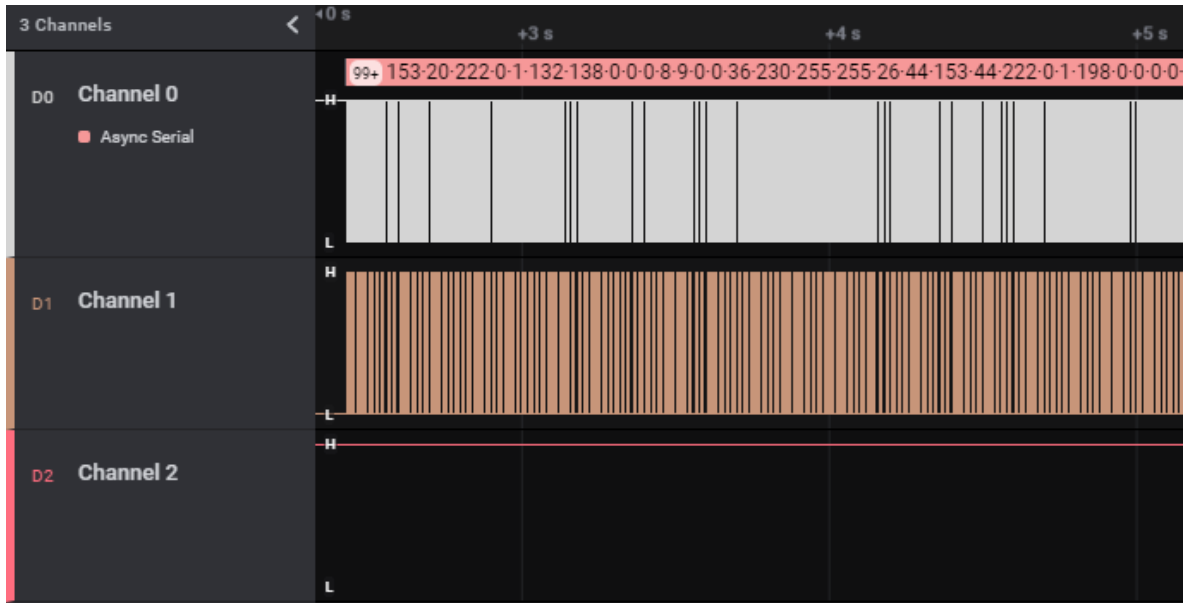 3 Channels
0 s
+3 s
+4 s
+5 s
99+ 153-20-222-0-1-132-138-0-0-0-8-9-0-0-36-230-255-255-26-44-153-44-222-0-1-198-0-0-0-0-
D0 Channel 0
Async Serial
H
L
D1 Channel 1
H
L
D2 Channel 2
H
L